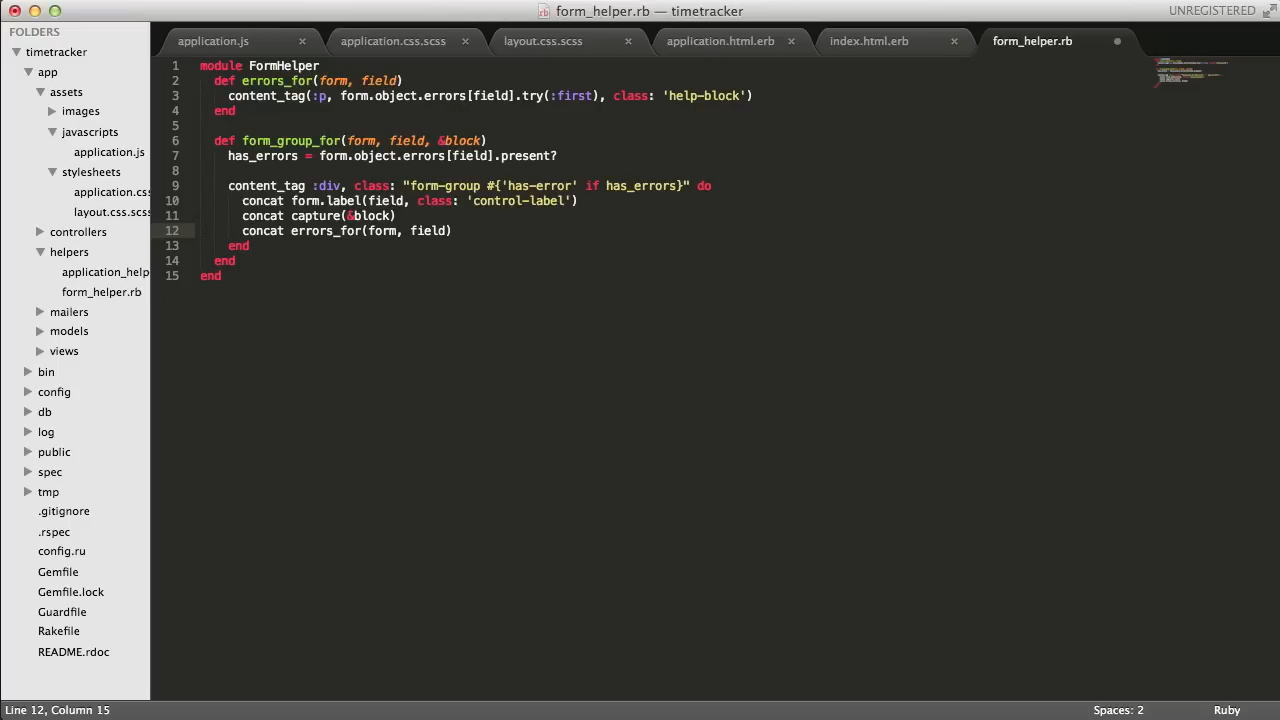 form_helper.rb — timetracker
UNREGISTERED
FOLDERS
timetracker
app
assets
images
javascripts
application.js
stylesheets
application.css
layout.css.scss
controllers
helpers
application_help
form_helper.rb
mailers
models
views
bin
config
db
log
public
spec
tmp
.gitignore
.rspec
config.ru
Gemfile
Gemfile.lock
Guardfile
Rakefile
README.rdoc
application.js
application.css.scss
layout.css.scss
application.html.erb
index.html.erb
form_helper.rb
1 module FormHelper
2 def errors_for(form, field)
3 content_tag(:p, form.object.errors[field].try(:first), class: 'help-block')
4 end
5
6 def form_group_for(form, field, &block)
7 has_errors = form.object.errors[field].present?
8
9 content_tag :div, class: "form-group #{'has-error' if has_errors}" do
10 concat form.label(field, class: 'control-label')
11 concat capture(&block)
12 concat errors_for(form, field)
13 end
14 end
15 end
Line 12, Column 15
Spaces: 2
Ruby